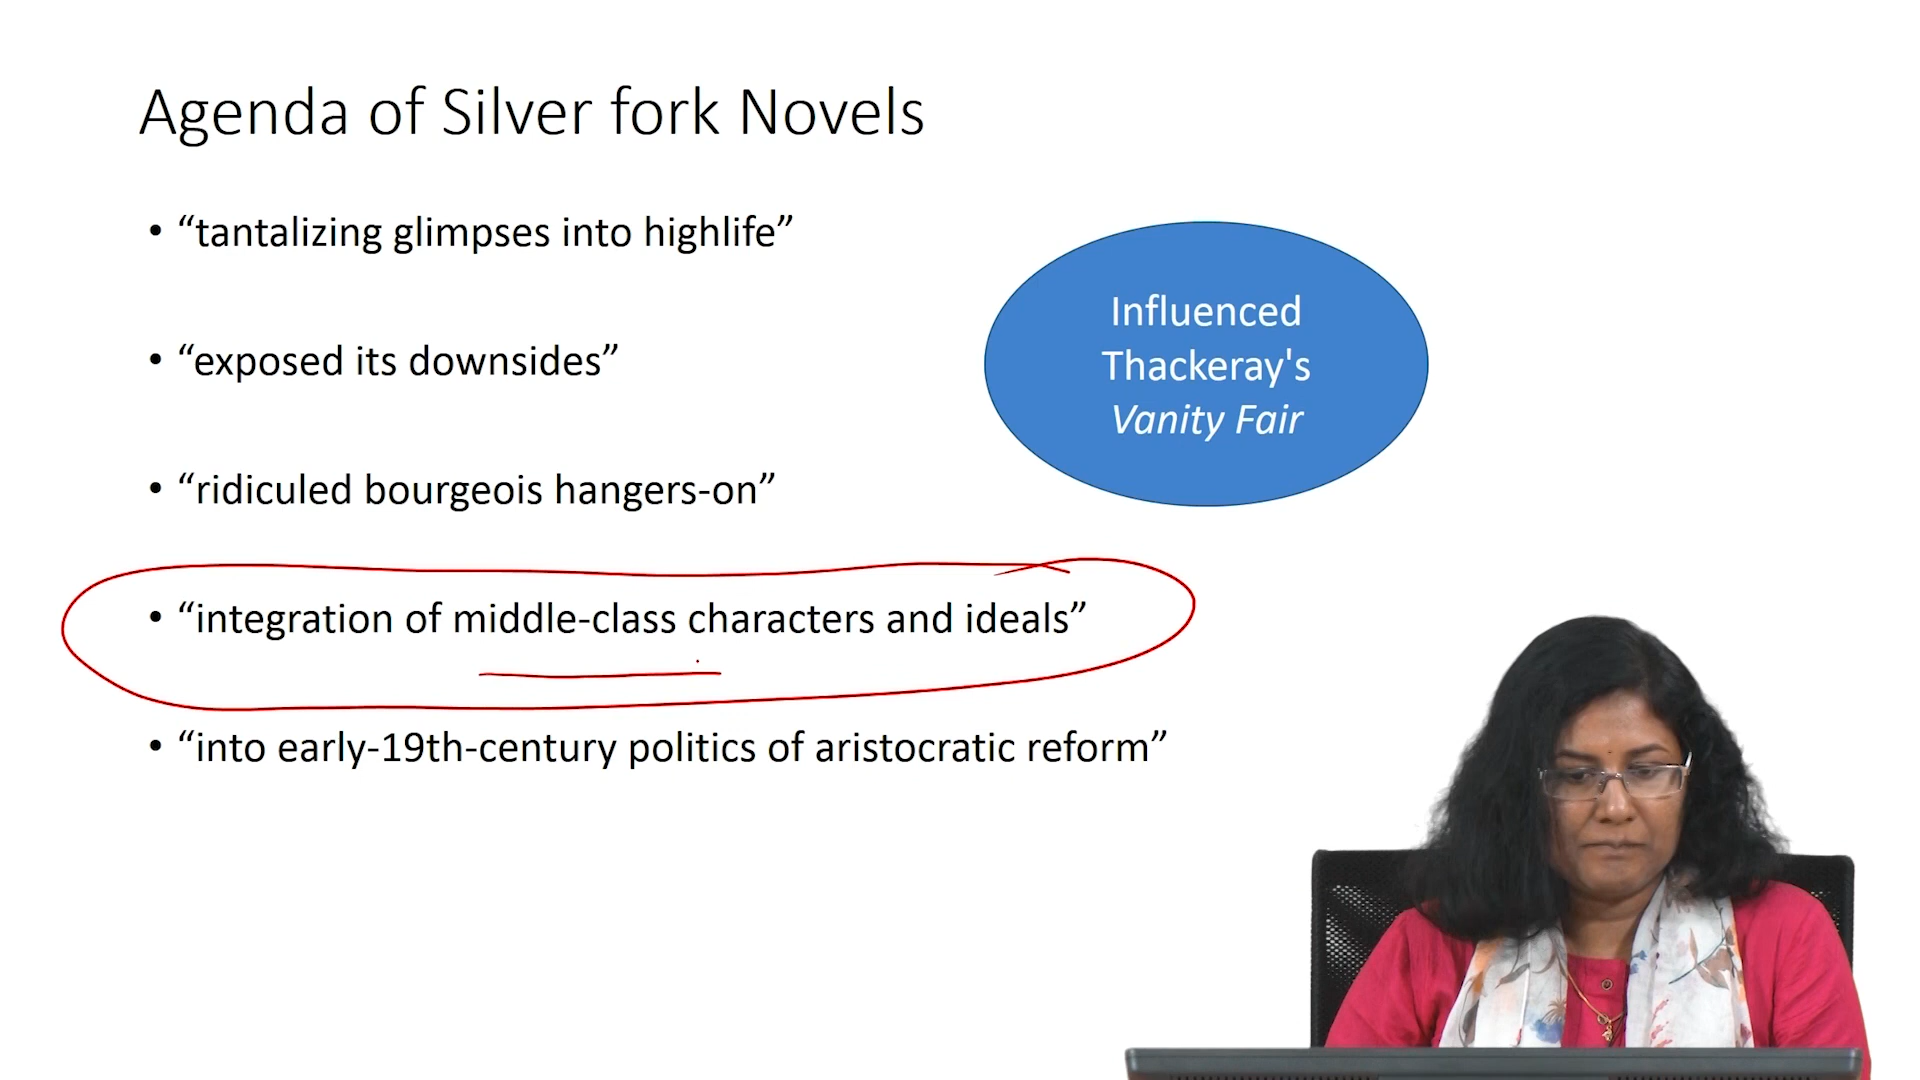 Agenda of Silver fork Novels
• “tantalizing glimpses into highlife”
• “exposed its downsides”
• “ridiculed bourgeois hangers-on”
• “integration of middle-class characters and ideals”
• “into early-19th-century politics of aristocratic reform”
Influenced
Thackeray's
Vanity Fair